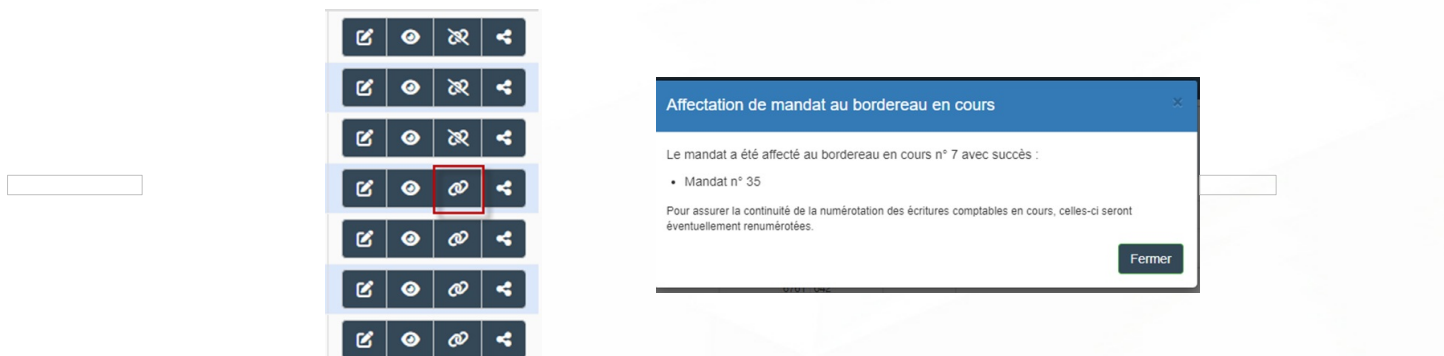 Affectation de mandat au bordereau en cours
×
Le mandat a été affecté au bordereau en cours n° 7 avec succès :
• Mandat n° 35
Pour assurer la continuité de la numérotation des écritures comptables en cours, celles-ci seront
éventuellement renumérotées.
Fermer